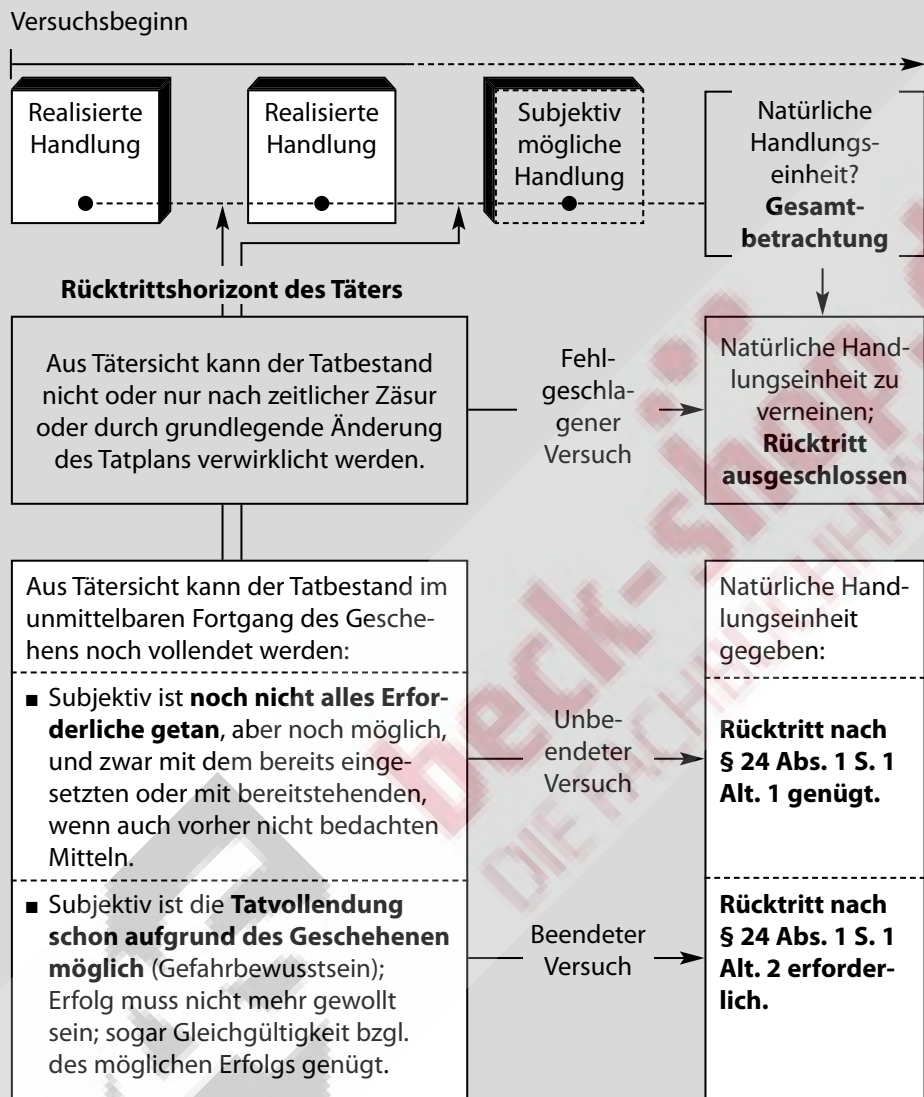 Versuchsbeginn
Realisierte
Handlung
Realisierte
Handlung
Subjektiv
mögliche
Handlung
Natürliche
Handlungs-
einheit?
Gesamt-
betrachtung
Rücktrittshorizont des Täters
Aus Tätersicht kann der Tatbestand
nicht oder nur nach zeitlicher Zäsur
oder durch grundlegende Änderung
des Tatplans verwirklicht werden.
Fehl-
geschla-
gener
Versuch
Natürliche Hand-
lungseinheit zu
verneinen;
Rücktritt
ausgeschlossen
Aus Tätersicht kann der Tatbestand im
unmittelbaren Fortgang des Gesche-
hens noch vollendet werden:
Natürliche Hand-
lungseinheit
gegeben:
■ Subjektiv ist noch nicht alles Erfor-
derliche getan, aber noch möglich,
und zwar mit dem bereits einge-
setzten oder mit bereitstehenden,
wenn auch vorher nicht bedachten
Mitteln.
Unbe-
endeter
Versuch
Rücktritt nach
§ 24 Abs. 1 S. 1
Alt. 1 genügt.
■ Subjektiv ist die Tatvollendung
schon aufgrund des Geschehenen
möglich (Gefahrbewusstsein);
Erfolg muss nicht mehr gewollt
sein; sogar Gleichgültigkeit bzgl.
des möglichen Erfolgs genügt.
Beendeter
Versuch
Rücktritt nach
§ 24 Abs. 1 S. 1
Alt. 2 erforder-
lich.
beck-shop
DIE FACHBUCHHA